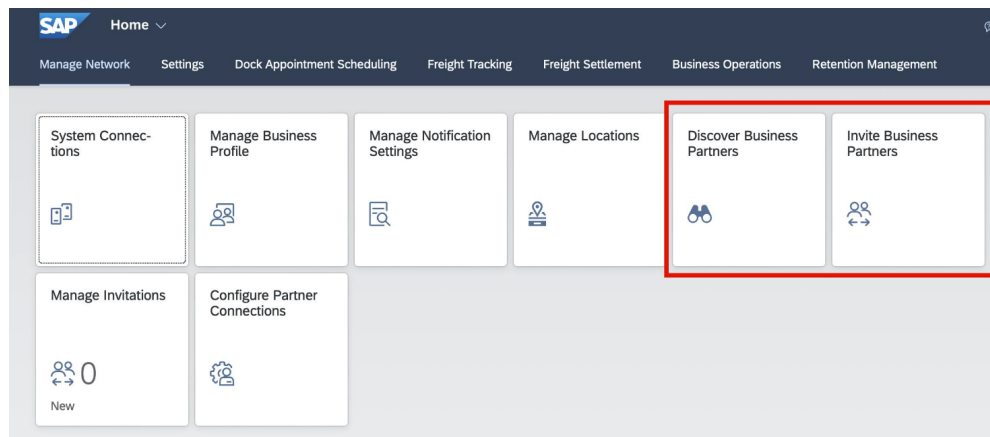 SAP Home
Manage Network Settings Dock Appointment Scheduling Freight Tracking Freight Settlement Business Operations Retention Management
System Connec-
tions
Manage Business
Profile
Manage Notification
Settings
Manage Locations
Discover Business
Partners
Invite Business
Partners
Manage Invitations
0
New
Configure Partner
Connections